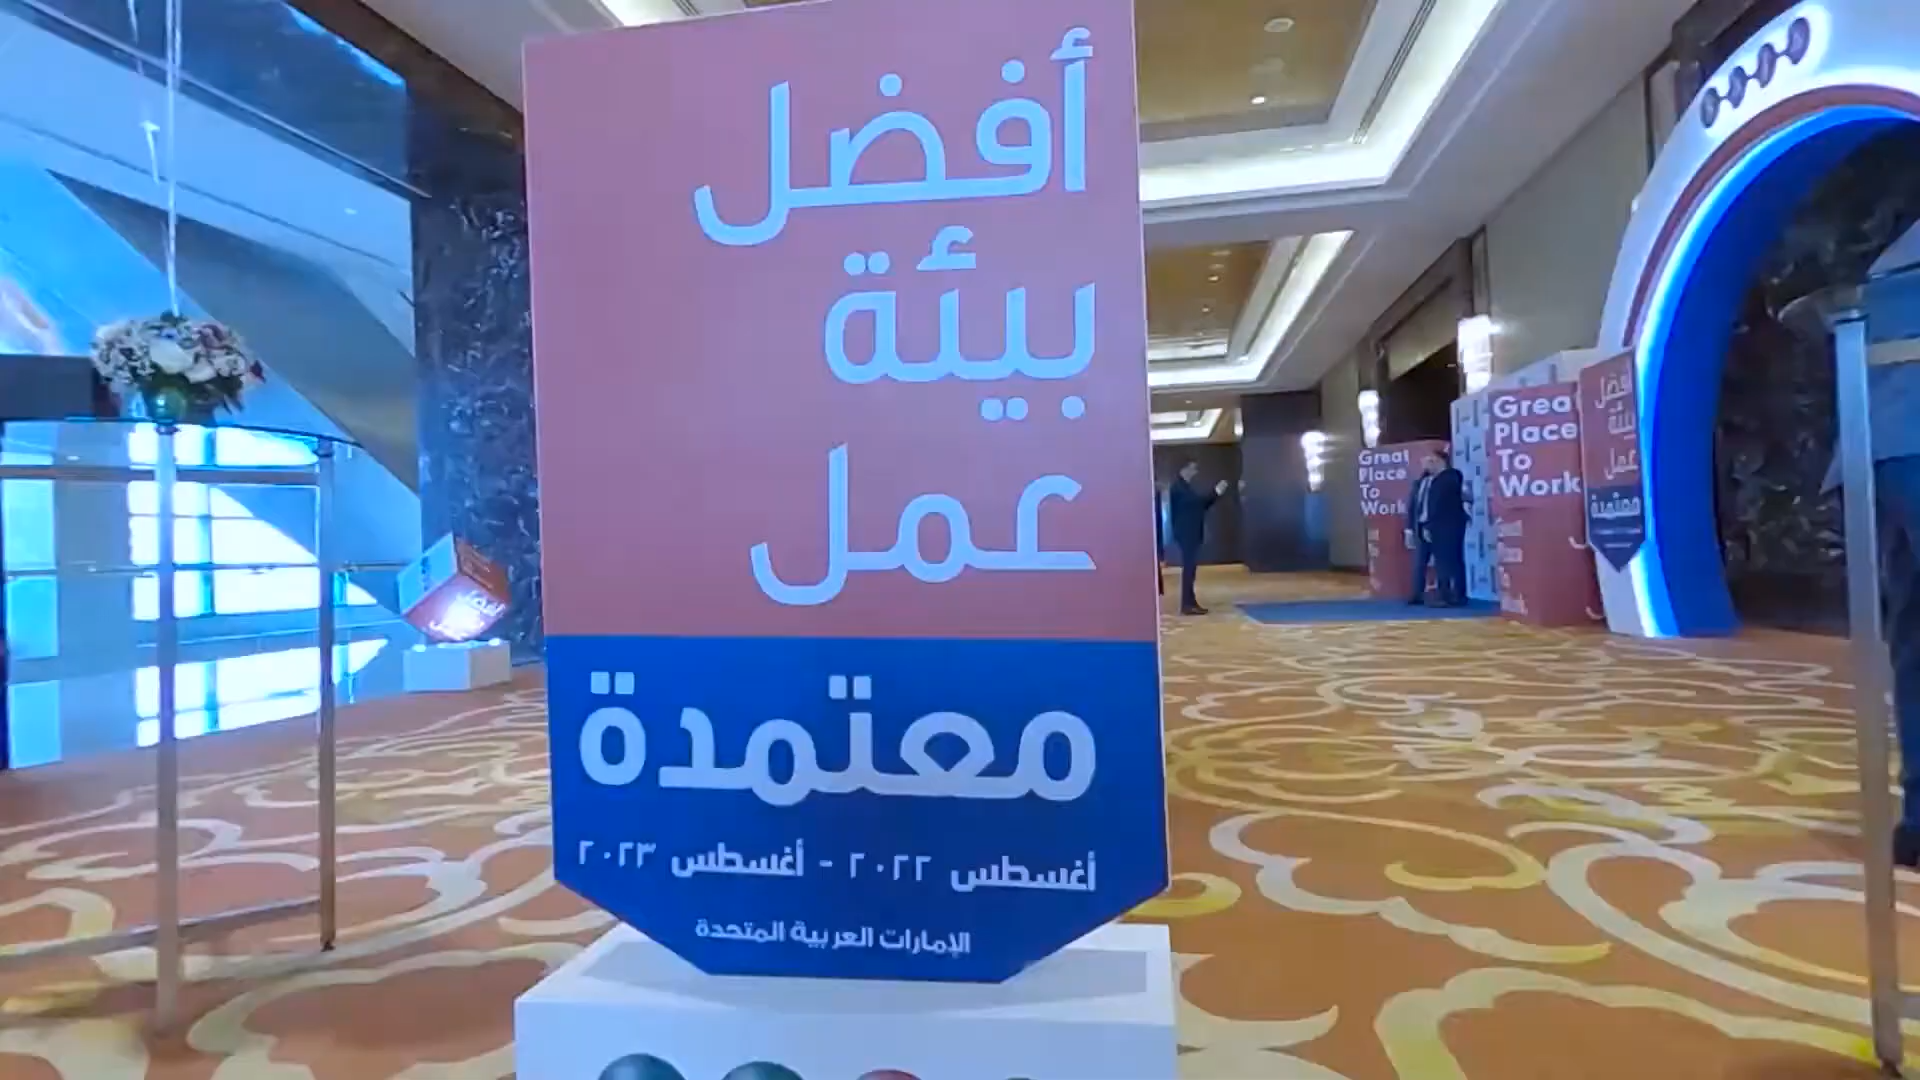 أفضل
بيئة
عمل
معتمدة
أغسطس ٢٠٢٢ - أغسطس ٢٠٢٣
الإمارات العربية المتحدة
Great
Place
To
Work
Great
Place
To
Work
أفضل
بيئة
عمل
معتمدة